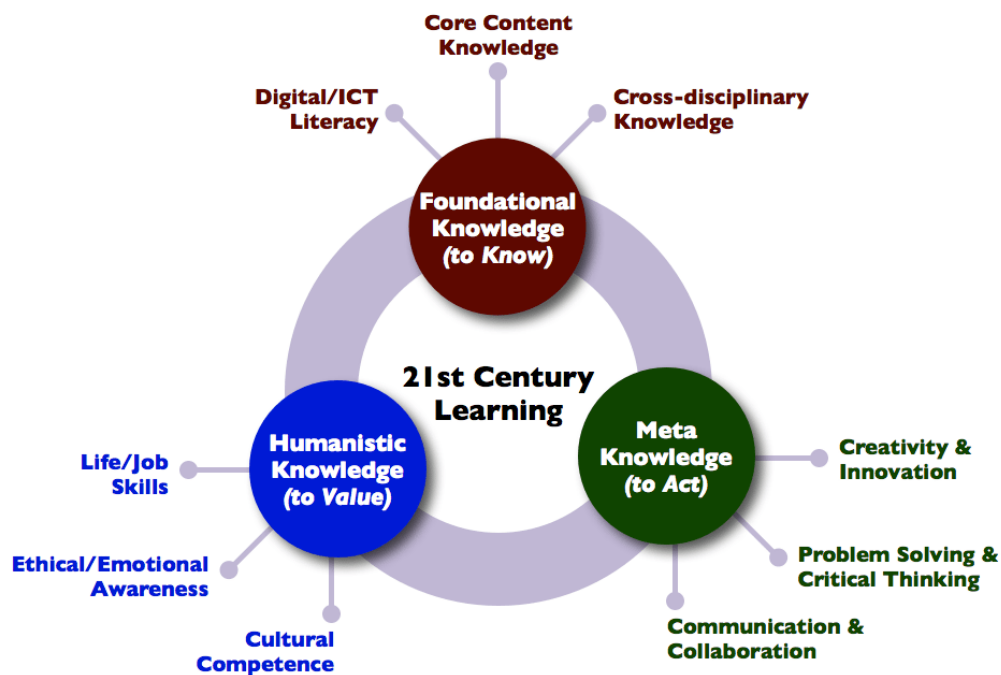 Core Content
Knowledge
Digital/ICT
Literacy
Cross-disciplinary
Knowledge
Foundational
Knowledge
(to Know)
21st Century
Learning
Humanistic
Knowledge
(to Value)
Meta
Knowledge
(to Act)
Life/Job
Skills
Ethical/Emotional
Awareness
Cultural
Competence
Creativity &
Innovation
Problem Solving &
Critical Thinking
Communication &
Collaboration